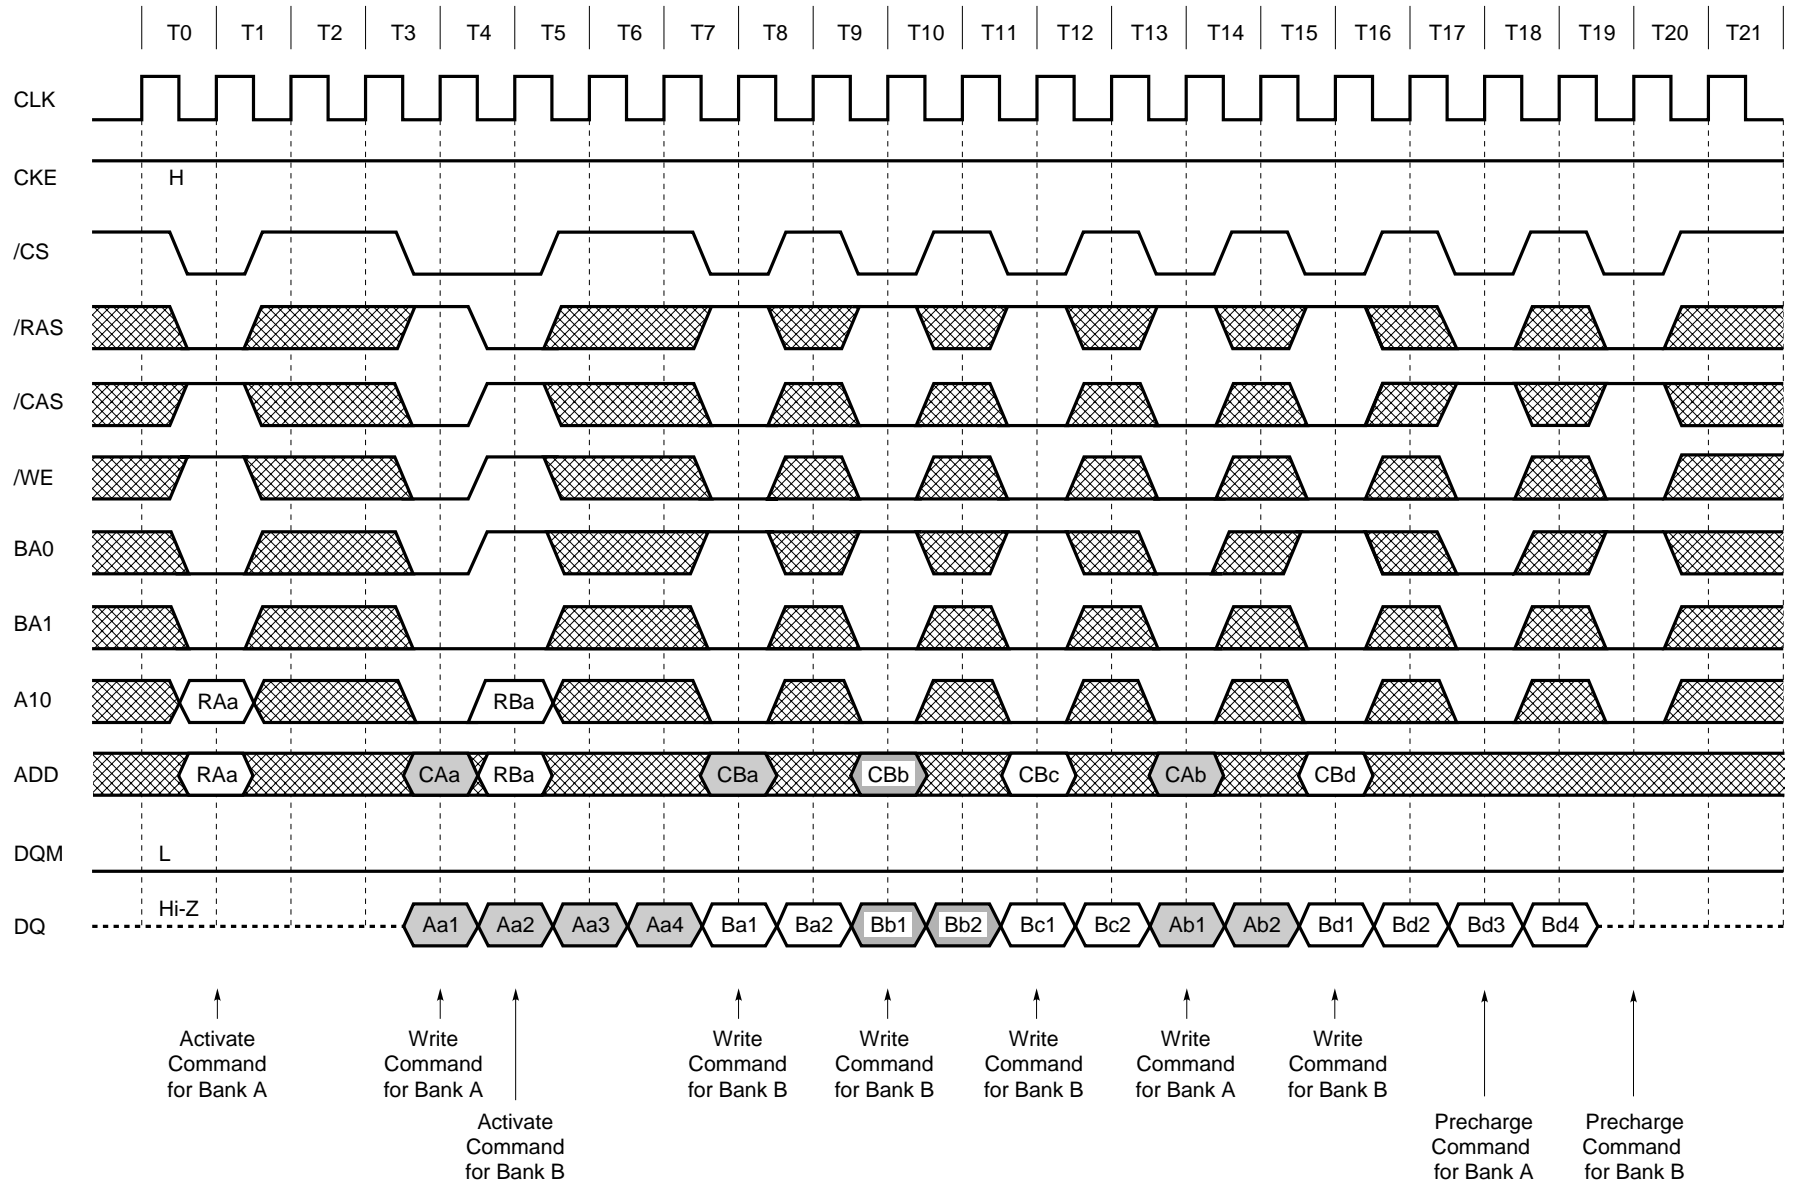 T0 T1 T2 T3 T4 T5 T6 T7 T8 T9 T10 T11 T12 T13 T14 T15 T16 T17 T18 T19 T20 T21
CLK
CKE H
/CS
/RAS
/CAS
/WE
BA0
BA1
A10 RAa RBa
ADD RAa CAa RBa CBa CBb CBc CAb CBd
DQM L
DQ Hi-Z Aa1 Aa2 Aa3 Aa4 Ba1 Ba2 Bb1 Bb2 Bc1 Bc2 Ab1 Ab2 Bd1 Bd2 Bd3 Bd4
Activate Write Write Write Write Write Write
Command Command Command Command Command Command Command
for Bank A for Bank A for Bank B for Bank B for Bank B for Bank A for Bank B
Activate Precharge Precharge
Command Command Command
for Bank B for Bank A for Bank B